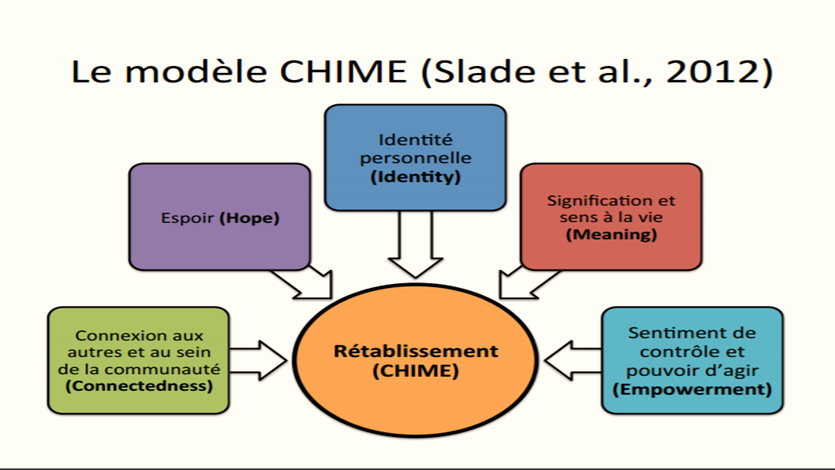 Le modèle CHIME (Slade et al., 2012)
Identité
personnelle
(Identity)
Espoir (Hope)
Signification et
sens à la vie
(Meaning)
Connexion aux
autres et au sein
de la communauté
(Connectedness)
Rétablissement
(CHIME)
Sentiment de
contrôle et
pouvoir d’agir
(Empowerment)